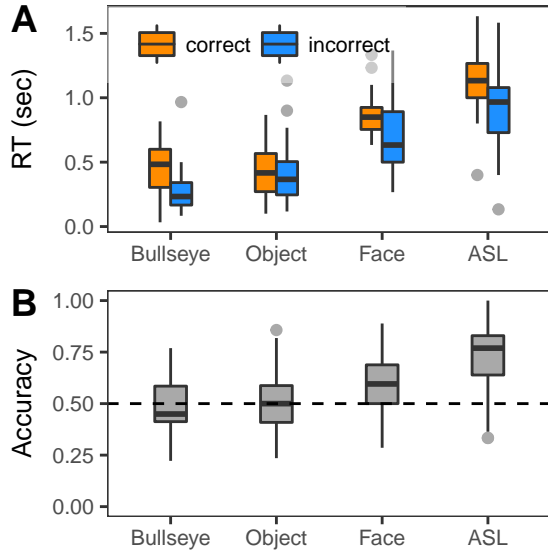 A
correct
incorrect
RT (sec)
1.5
1.0
0.5
0.0
Bullseye
Object
Face
ASL
B
Accuracy
1.00
0.75
0.50
0.25
0.00
Bullseye
Object
Face
ASL